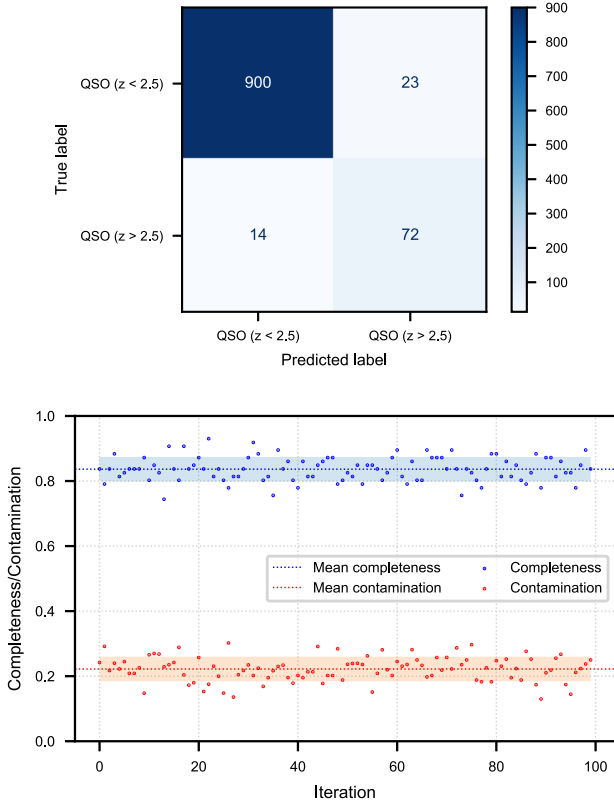 900
QSO (z < 2.5)
900
23
800
700
600
True label
500
400
QSO (z > 2.5)
14
72
300
200
100
QSO (z < 2.5)
QSO (z > 2.5)
Predicted label
1.0
0.8
0.6
Completeness/Contamination
Mean completeness
Completeness
Mean contamination
Contamination
0.4
0.2
0.0
0
20
40
60
80
100
Iteration